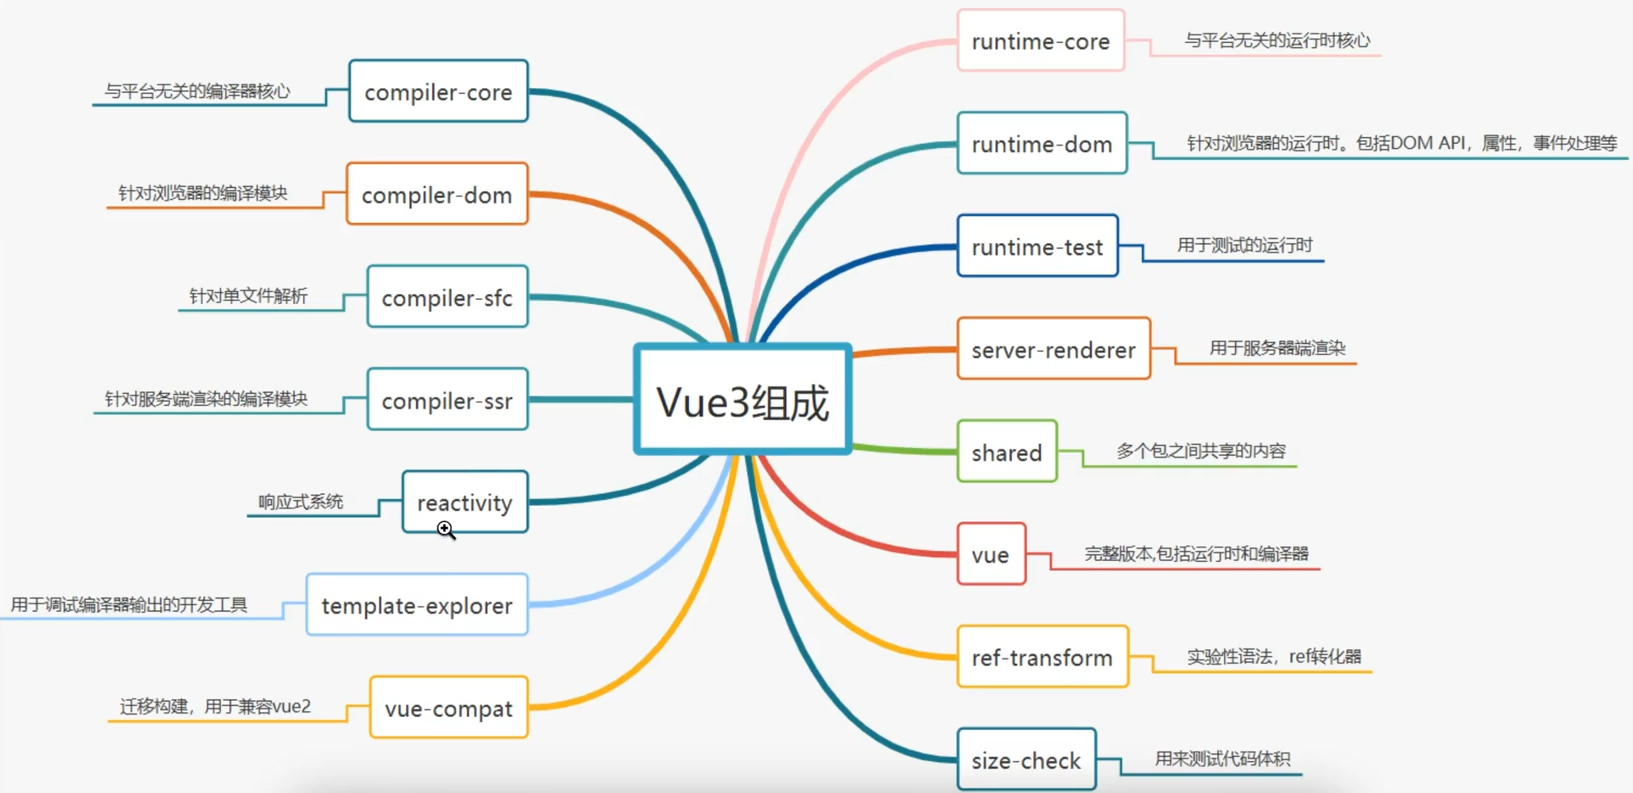 Vue3组成
compiler-core
与平台无关的编译器核心
compiler-dom
针对浏览器的编译模块
compiler-sfc
针对单文件解析
compiler-ssr
针对服务端渲染的编译模块
reactivity
响应式系统
template-explorer
用于调试编译器输出的开发工具
vue-compat
迁移构建，用于兼容vue2
runtime-core
与平台无关的运行时核心
runtime-dom
针对浏览器的运行时。包括DOM API，属性，事件处理等
runtime-test
用于测试的运行时
server-renderer
用于服务器端渲染
shared
多个包之间共享的内容
vue
完整版本,包括运行时和编译器
ref-transform
实验性语法，ref转化器
size-check
用来测试代码体积